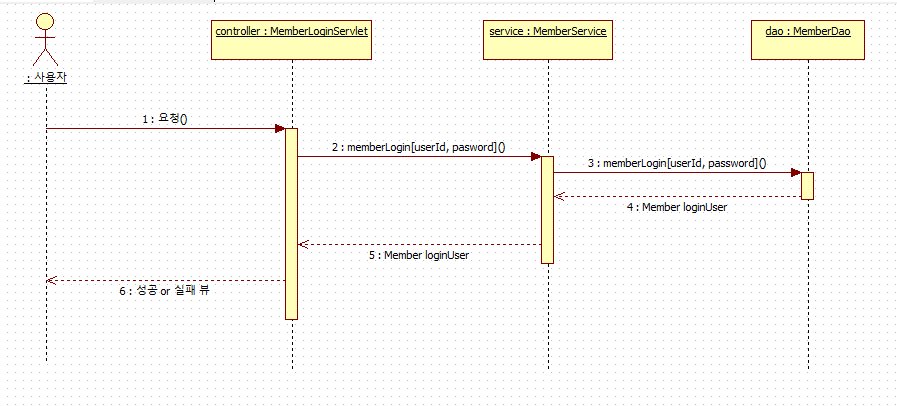 controller : MemberLoginServlet
service : MemberService
dao : MemberDao
: 사용자
1 : 요청()
2 : memberLogin[userId, pasword]()
3 : memberLogin[userId, password]()
4 : Member loginUser
5 : Member loginUser
6 : 성공 or 실패 뷰